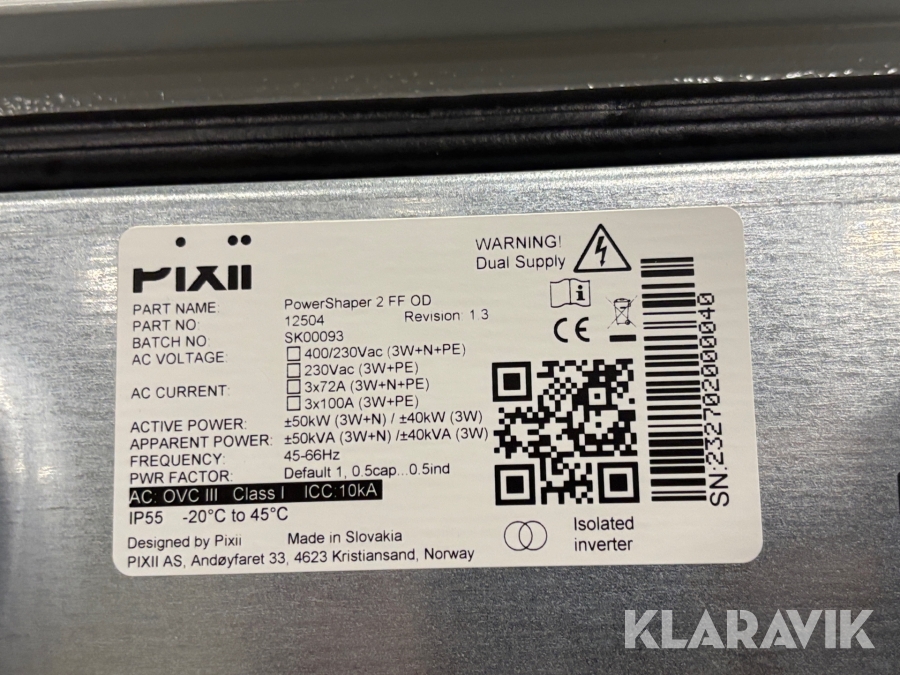 PIXII
WARNING!
Dual Supply
PART NAME: PowerShaper 2 FF OD
PART NO: 12504 Revision: 1.3
BATCH NO: SK00093
AC VOLTAGE: 400/230Vac (3W+N+PE)
230Vac (3W+PE)
AC CURRENT: 3x72A (3W+N+PE)
3x100A (3W+PE)
ACTIVE POWER: ±50kW (3W+N) / ±40kW (3W)
APPARENT POWER: ±50kVA (3W+N) /±40kVA (3W)
FREQUENCY: 45-66Hz
PWR FACTOR: Default 1, 0.5cap...0.5ind
AC: OVC III Class I ICC:10kA
IP55 -20°C to 45°C
Designed by Pixii Made in Slovakia
PIXII AS, Andøyfaret 33, 4623 Kristiansand, Norway
CE
Isolated
inverter
SN:2327020000040
KLARAVIK